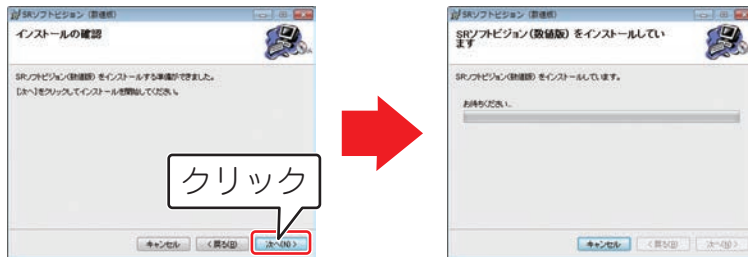 SRソフトビジョン (数値版)
インストールの確認
SRソフトビジョン(数値版) をインストールする準備ができました。
[次へ]をクリックしてインストールを開始してください。
クリック
キャンセル
< 戻る(B)
次へ(N) >
SRソフトビジョン (数値版)
SRソフトビジョン(数値版) をインストールしてい
ます
SRソフトビジョン(数値版) をインストールしています。
お待ちください...
キャンセル
< 戻る(B)
次へ(N) >